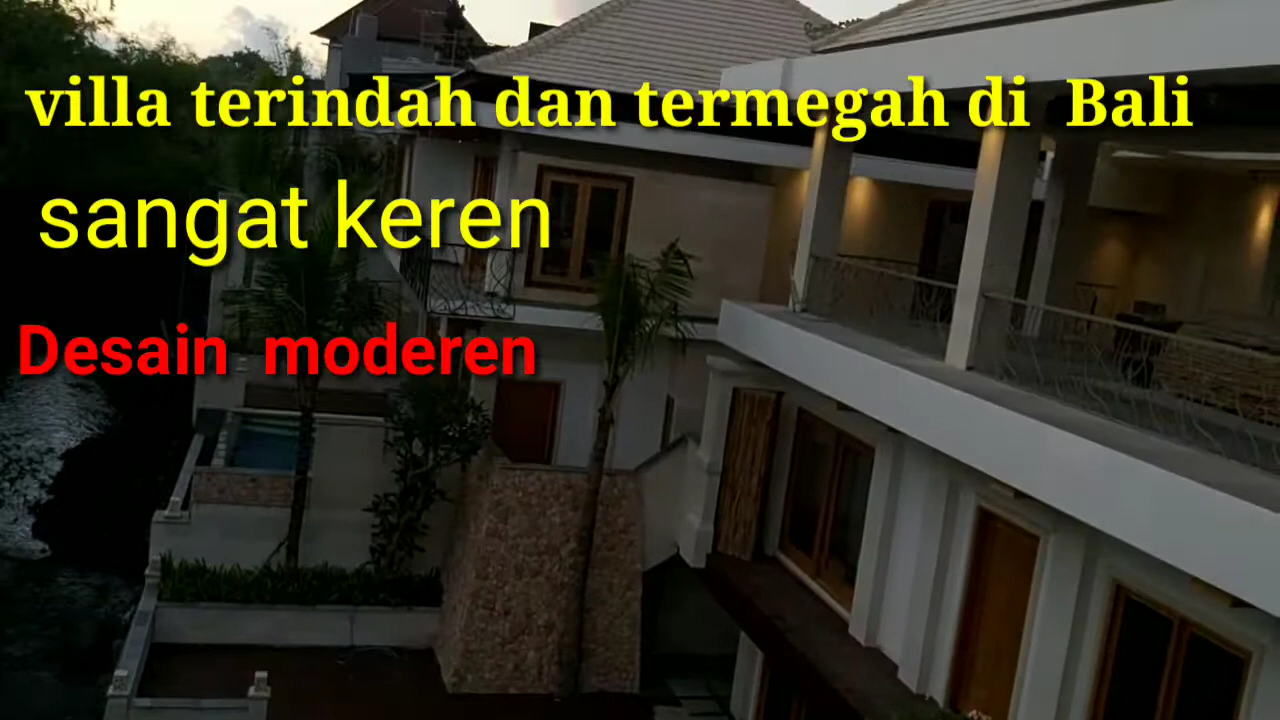 villa terindah dan termegah di Bali
sangat keren
Desain moderen